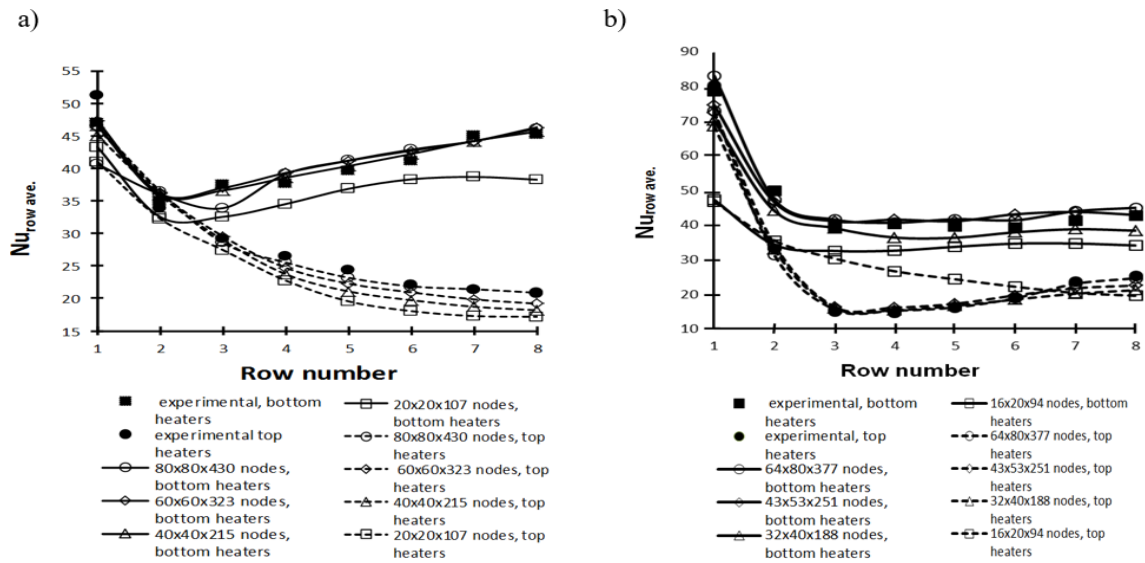 a)
55
50
45
40
35
30
25
20
15
Nurow ave.
1 2 3 4 5 6 7 8
Row number
experimental, bottom
heaters
experimental top
heaters
80x80x430 nodes,
bottom heaters
60x60x323 nodes,
bottom heaters
40x40x215 nodes,
bottom heaters
20x20x107 nodes,
bottom heaters
80x80x430 nodes, top
heaters
60x60x323 nodes, top
heaters
40x40x215 nodes, top
heaters
20x20x107 nodes, top
heaters
b)
90
80
70
60
50
40
30
20
10
Nurow ave.
1 2 3 4 5 6 7 8
Row number
experimental, bottom
heaters
experimental, top
heaters
64x80x377 nodes,
bottom heaters
43x53x251 nodes,
bottom heaters
32x40x188 nodes,
bottom heaters
16x20x94 nodes, bottom
heaters
64x80x377 nodes, top
heaters
43x53x251 nodes, top
heaters
32x40x188 nodes, top
heaters
16x20x94 nodes, top
heaters